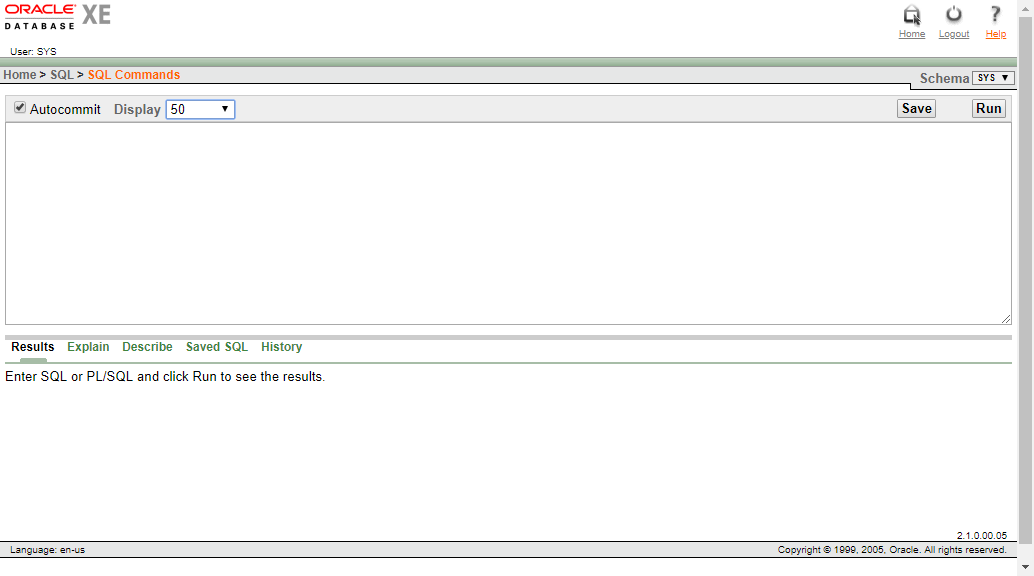 ORACLE XE
DATABASE
Home Logout Help
User: SYS
Home > SQL > SQL Commands
Schema SYS
Autocommit Display 50 Save Run
Results Explain Describe Saved SQL History
Enter SQL or PL/SQL and click Run to see the results.
2.1.0.00.05
Language: en-us Copyright © 1999, 2005, Oracle. All rights reserved.